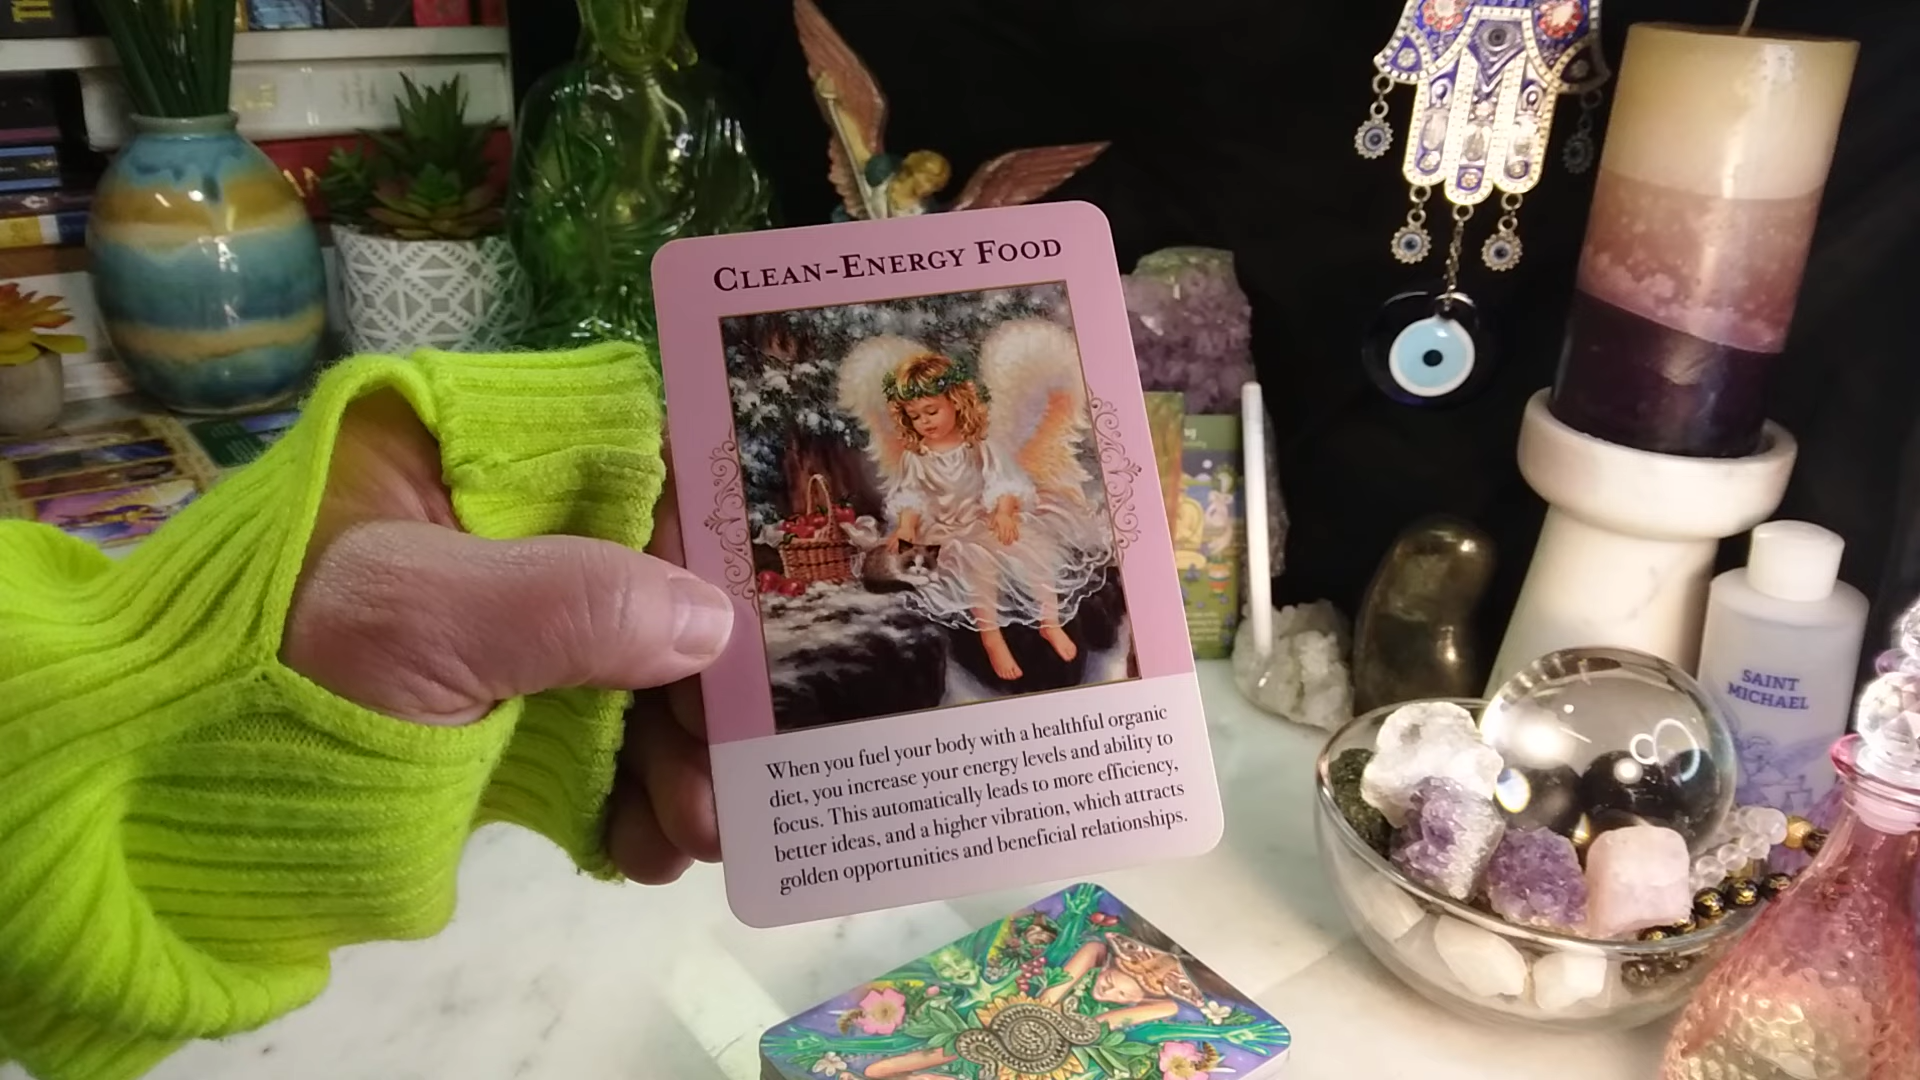 CLEAN-ENERGY FOOD
When you fuel your body with a healthful organic
diet, you increase your energy levels and ability to
focus. This automatically leads to more efficiency,
better ideas, and a higher vibration, which attracts
golden opportunities and beneficial relationships.
SAINT
MICHAEL